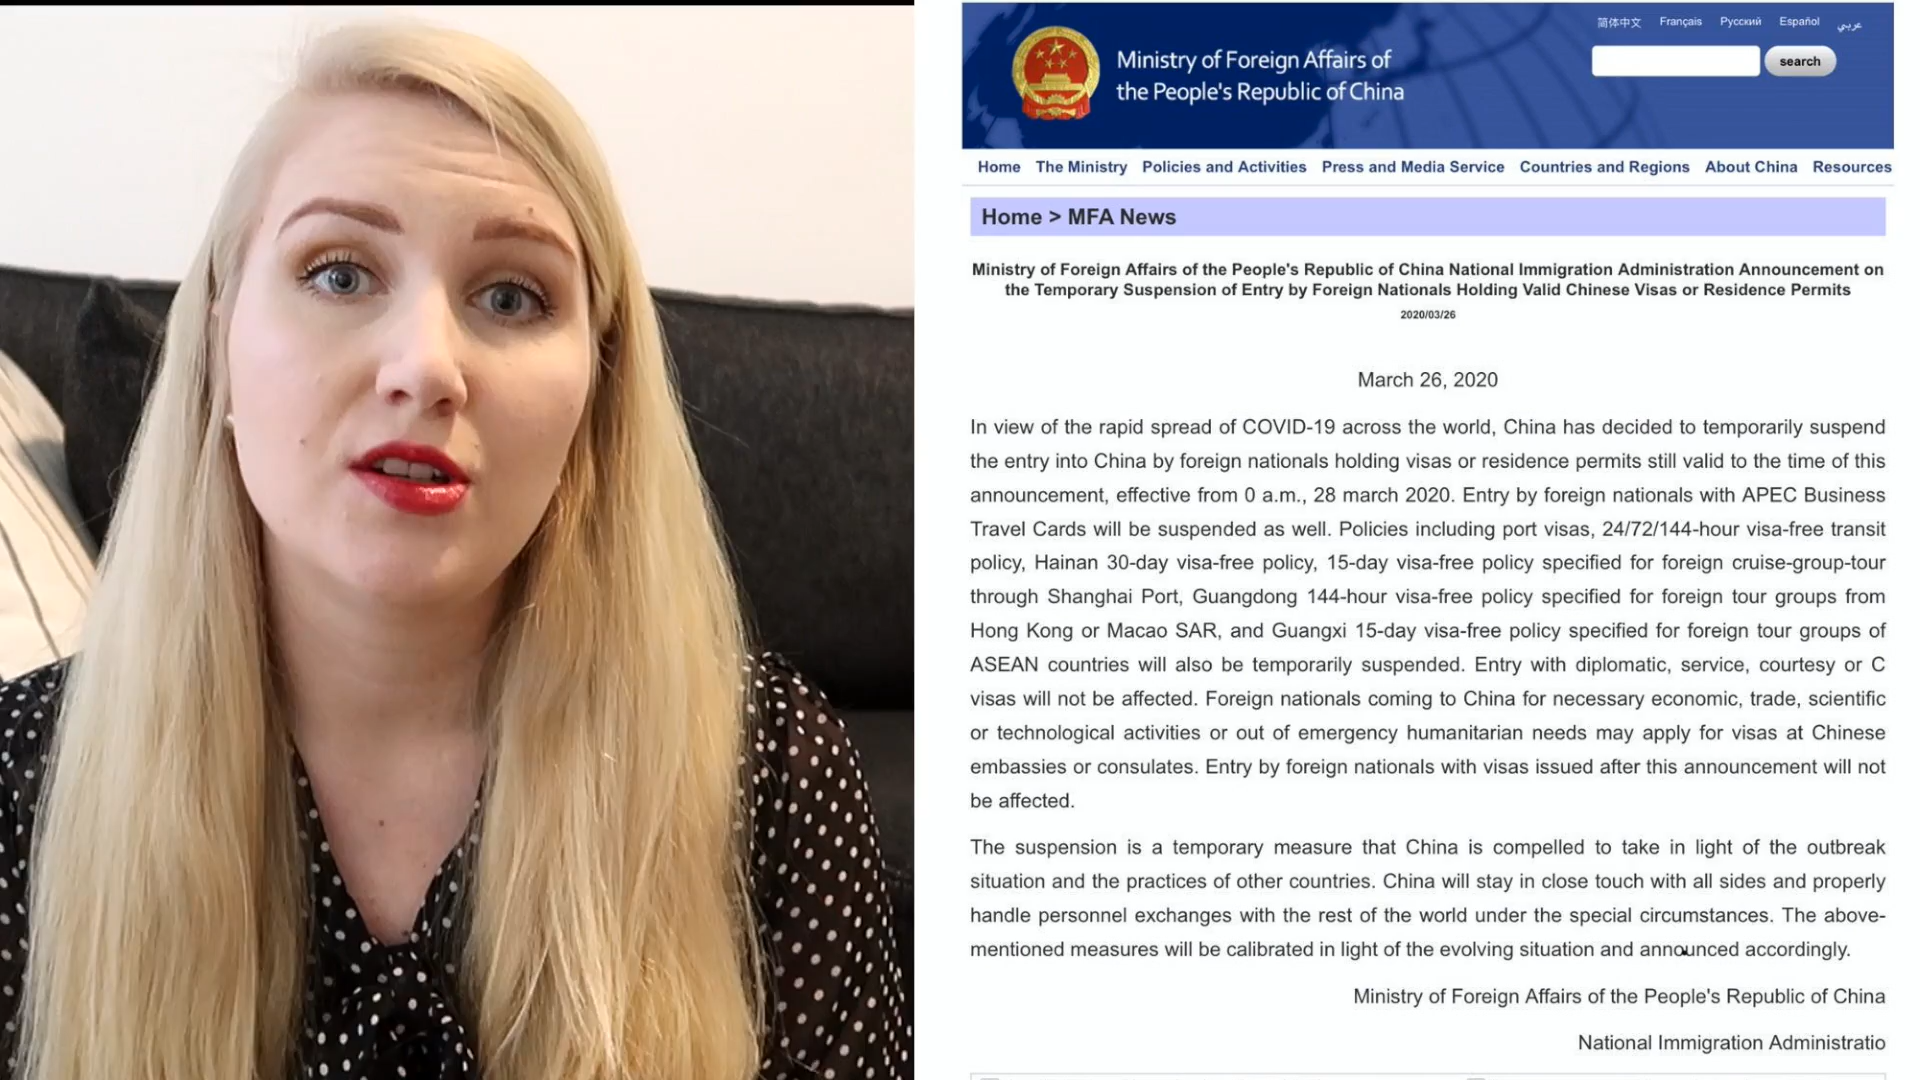 简体中文 Français Русский Español عربي
Ministry of Foreign Affairs of
the People's Republic of China
search
Home The Ministry Policies and Activities Press and Media Service Countries and Regions About China Resources
Home > MFA News
Ministry of Foreign Affairs of the People's Republic of China National Immigration Administration Announcement on
the Temporary Suspension of Entry by Foreign Nationals Holding Valid Chinese Visas or Residence Permits
2020/03/26
March 26, 2020
In view of the rapid spread of COVID-19 across the world, China has decided to temporarily suspend
the entry into China by foreign nationals holding visas or residence permits still valid to the time of this
announcement, effective from 0 a.m., 28 march 2020. Entry by foreign nationals with APEC Business
Travel Cards will be suspended as well. Policies including port visas, 24/72/144-hour visa-free transit
policy, Hainan 30-day visa-free policy, 15-day visa-free policy specified for foreign cruise-group-tour
through Shanghai Port, Guangdong 144-hour visa-free policy specified for foreign tour groups from
Hong Kong or Macao SAR, and Guangxi 15-day visa-free policy specified for foreign tour groups of
ASEAN countries will also be temporarily suspended. Entry with diplomatic, service, courtesy or C
visas will not be affected. Foreign nationals coming to China for necessary economic, trade, scientific
or technological activities or out of emergency humanitarian needs may apply for visas at Chinese
embassies or consulates. Entry by foreign nationals with visas issued after this announcement will not
be affected.
The suspension is a temporary measure that China is compelled to take in light of the outbreak
situation and the practices of other countries. China will stay in close touch with all sides and properly
handle personnel exchanges with the rest of the world under the special circumstances. The above-
mentioned measures will be calibrated in light of the evolving situation and announced accordingly.
Ministry of Foreign Affairs of the People's Republic of China
National Immigration Administratio